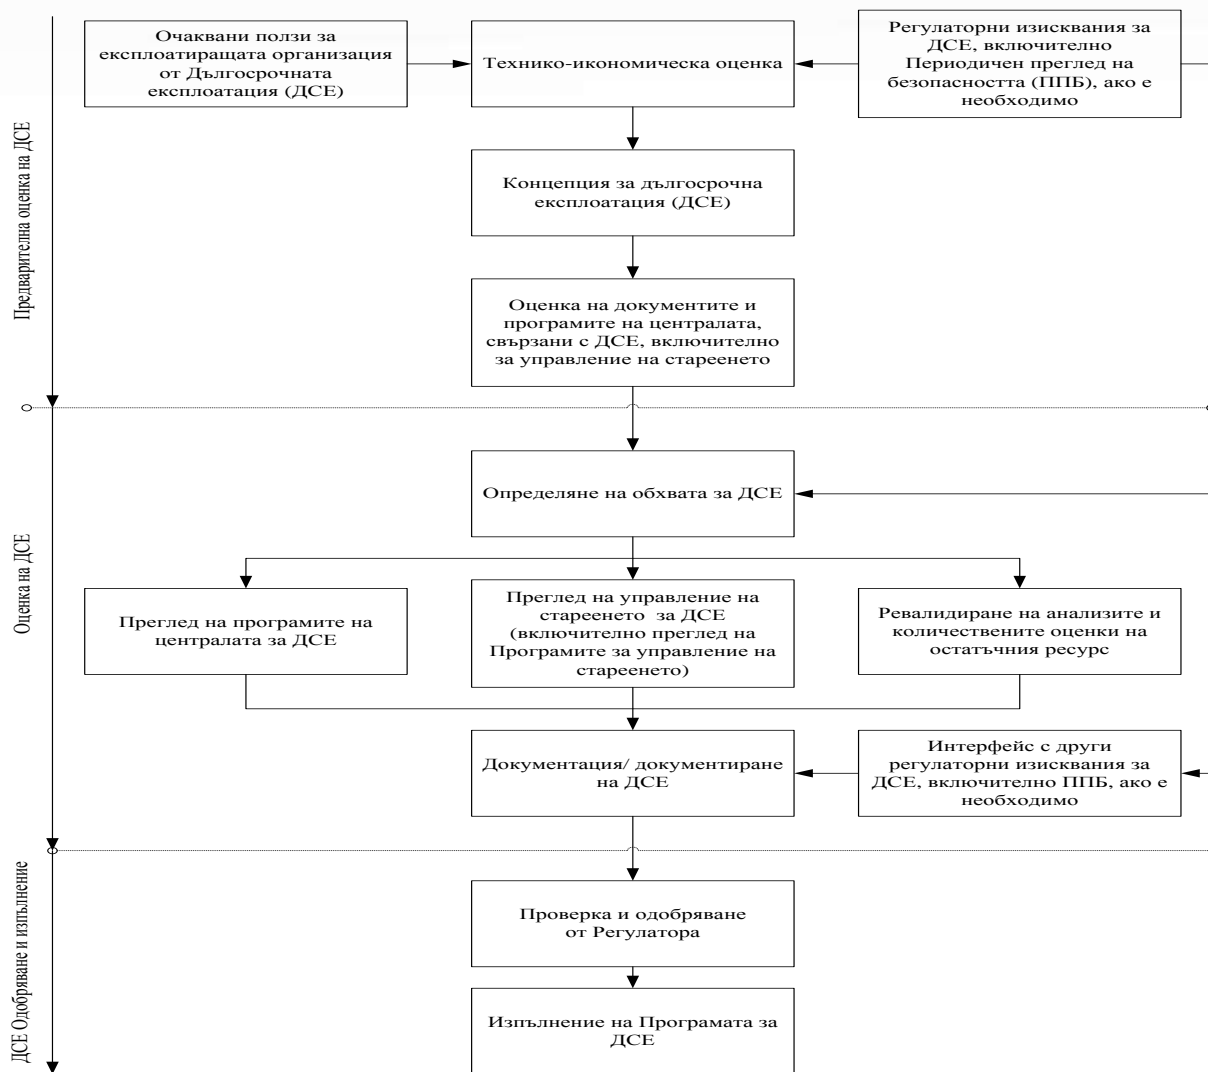 Предварителна оценка на ДСЕ
Очаквани ползи за
експлоатиращата организация
от Дългосрочната
експлоатация (ДСЕ)
Технико-икономическа оценка
Регулаторни изисквания за
ДСЕ, включително
Периодичен преглед на
безопасността (ППБ), ако е
необходимо
Концепция за дългосрочна
експлоатация (ДСЕ)
Оценка на документите и
програмите на централата,
свързани с ДСЕ, включително
за управление на стареенето
Оценка на ДСЕ
Определяне на обхвата за ДСЕ
Преглед на програмите на
централата за ДСЕ
Преглед на управление на
стареенето за ДСЕ
(включително преглед на
Програмите за управление на
стареенето)
Ревалидиране на анализите и
количествените оценки на
остатъчния ресурс
Документация/ документиране
на ДСЕ
Интерфейс с други
регулаторни изисквания за
ДСЕ, включително ППБ, ако е
необходимо
ДСЕ Одобряване и изпълнение
Проверка и одобряване
от Регулатора
Изпълнение на Програмата за
ДСЕ